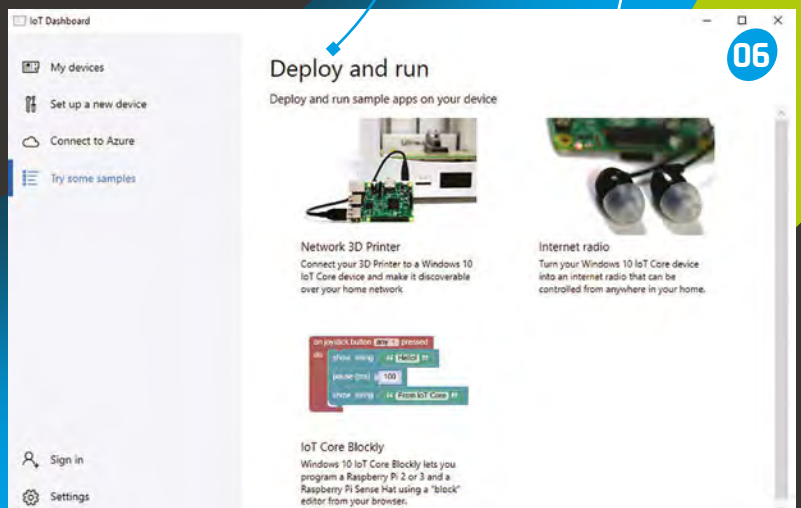 IoT Dashboard
06
My devices
Set up a new device
Connect to Azure
Try some samples
Sign in
Settings
Deploy and run
Deploy and run sample apps on your device
Network 3D Printer
Connect your 3D Printer to a Windows 10
IoT Core device and make it discoverable
over your home network
Internet radio
Turn your Windows 10 IoT Core device
into an internet radio that can be
controlled from anywhere in your home.
on joystick button any pressed
do show string " Hello! "
pause (ms) 100
show string " From IoT Core "
IoT Core Blockly
Windows 10 IoT Core Blockly lets you
program a Raspberry Pi 2 or 3 and a
Raspberry Pi Sense Hat using a "block"
editor from your browser.